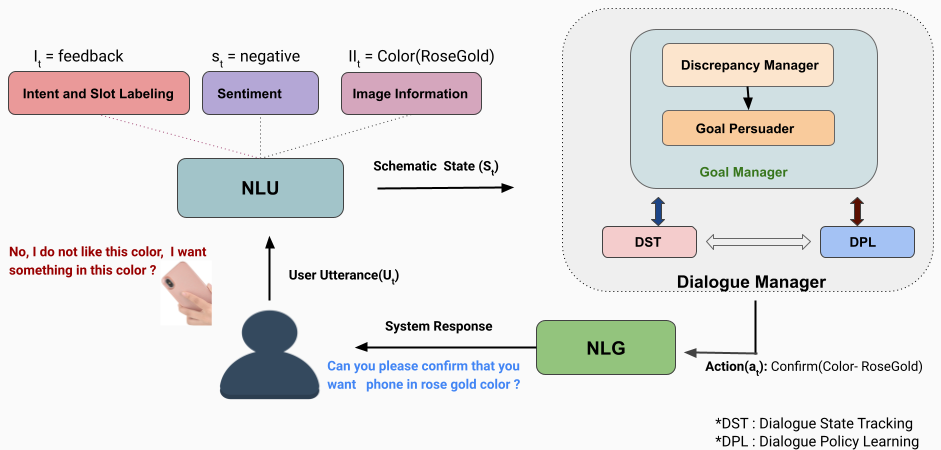 I_t = feedback
s_t = negative
II_t = Color(RoseGold)
Intent and Slot Labeling
Sentiment
Image Information
NLU
Schematic State (S_t)
Discrepancy Manager
Goal Persuader
Goal Manager
DST
DPL
Dialogue Manager
No, I do not like this color, I want
something in this color ?
User Utterance(U_t)
System Response
Can you please confirm that you
want phone in rose gold color ?
NLG
Action(a_t): Confirm(Color- RoseGold)
*DST : Dialogue State Tracking
*DPL : Dialogue Policy Learning